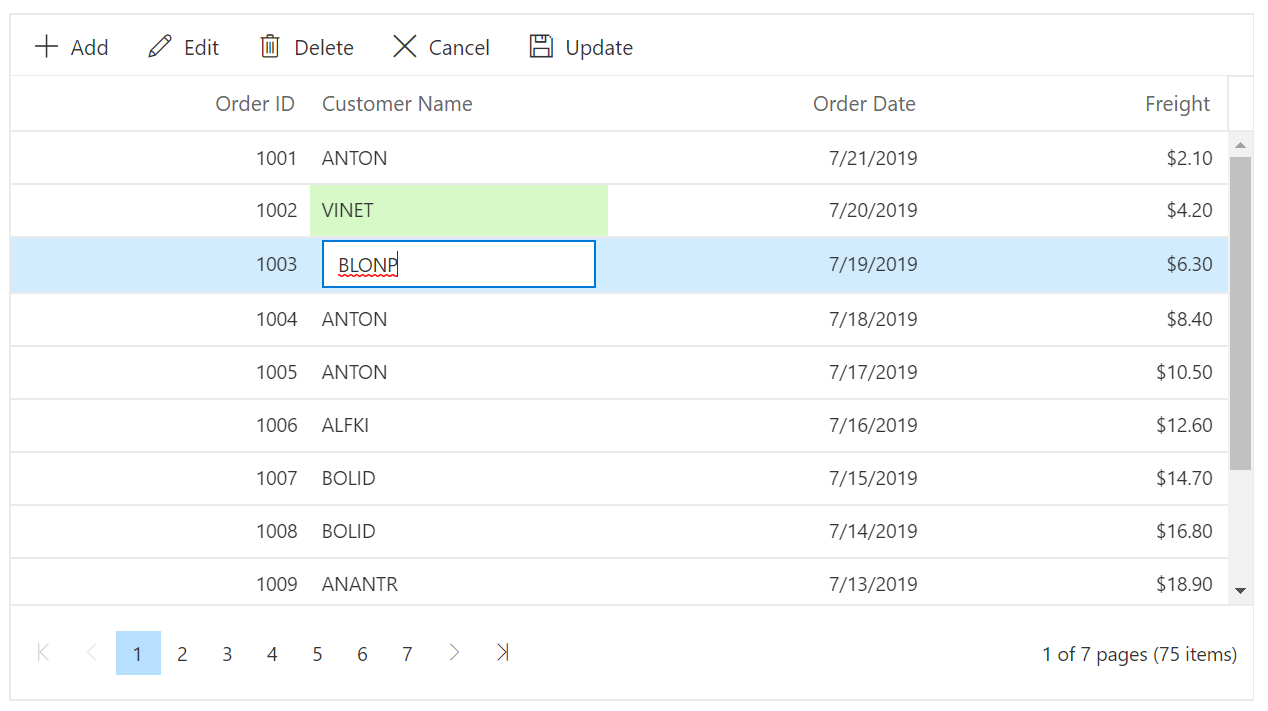 Add Edit Delete Cancel Update
Order ID Customer Name Order Date Freight
1001 ANTON 7/21/2019 $2.10
1002 VINET 7/20/2019 $4.20
1003 BLONP 7/19/2019 $6.30
1004 ANTON 7/18/2019 $8.40
1005 ANTON 7/17/2019 $10.50
1006 ALFKI 7/16/2019 $12.60
1007 BOLID 7/15/2019 $14.70
1008 BOLID 7/14/2019 $16.80
1009 ANANTR 7/13/2019 $18.90
1 2 3 4 5 6 7 1 of 7 pages (75 items)